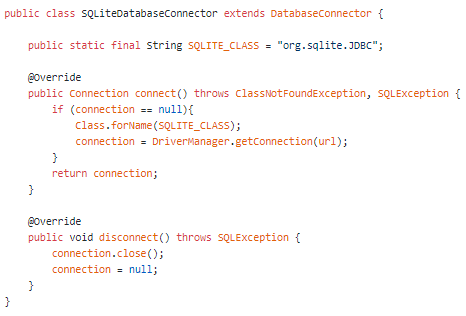 public class SQLiteDatabaseConnector extends DatabaseConnector {
public static final String SQLITE_CLASS = "org.sqlite.JDBC";
@Override
public Connection connect() throws ClassNotFoundException, SQLException {
if (connection == null){
Class.forName(SQLITE_CLASS);
connection = DriverManager.getConnection(url);
}
return connection;
}
@Override
public void disconnect() throws SQLException {
connection.close();
connection = null;
}
}